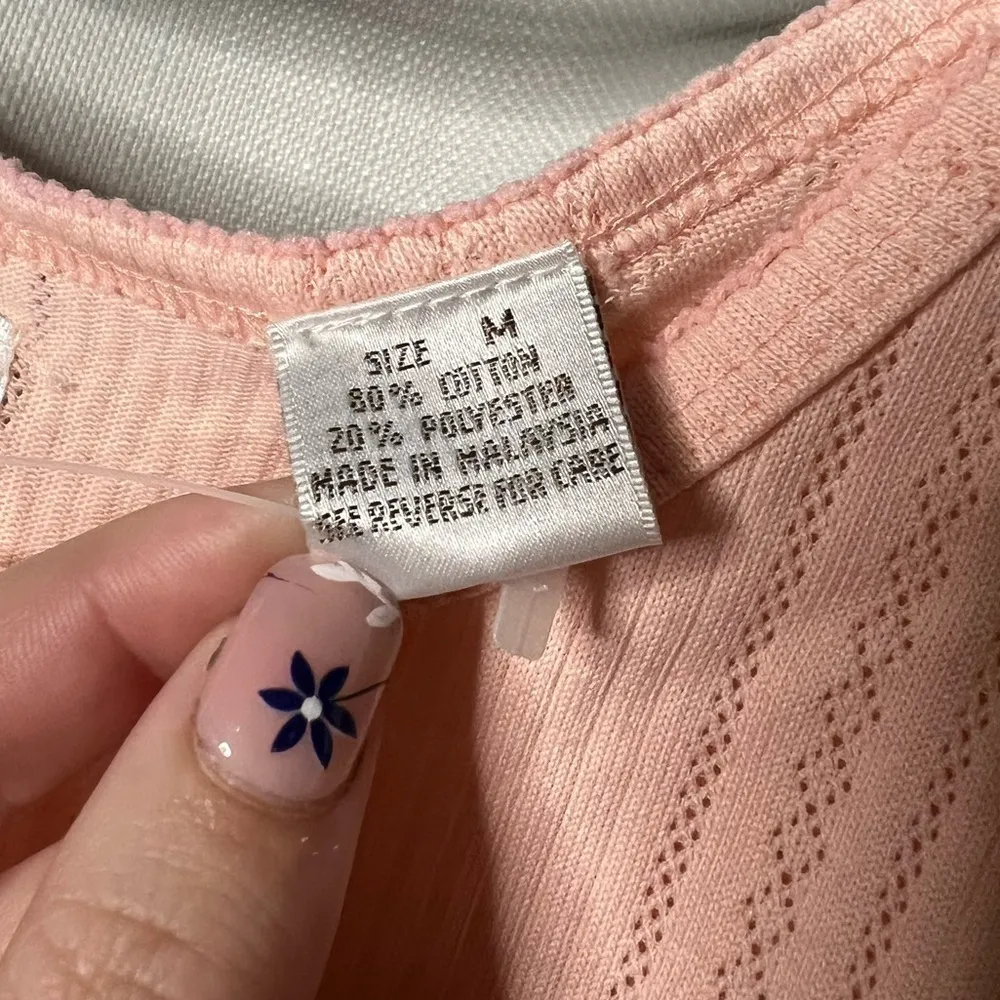 SIZE M
80% COTTON
20% POLYESTER
MADE IN MALAYSIA
SEE REVERSE FOR CARE